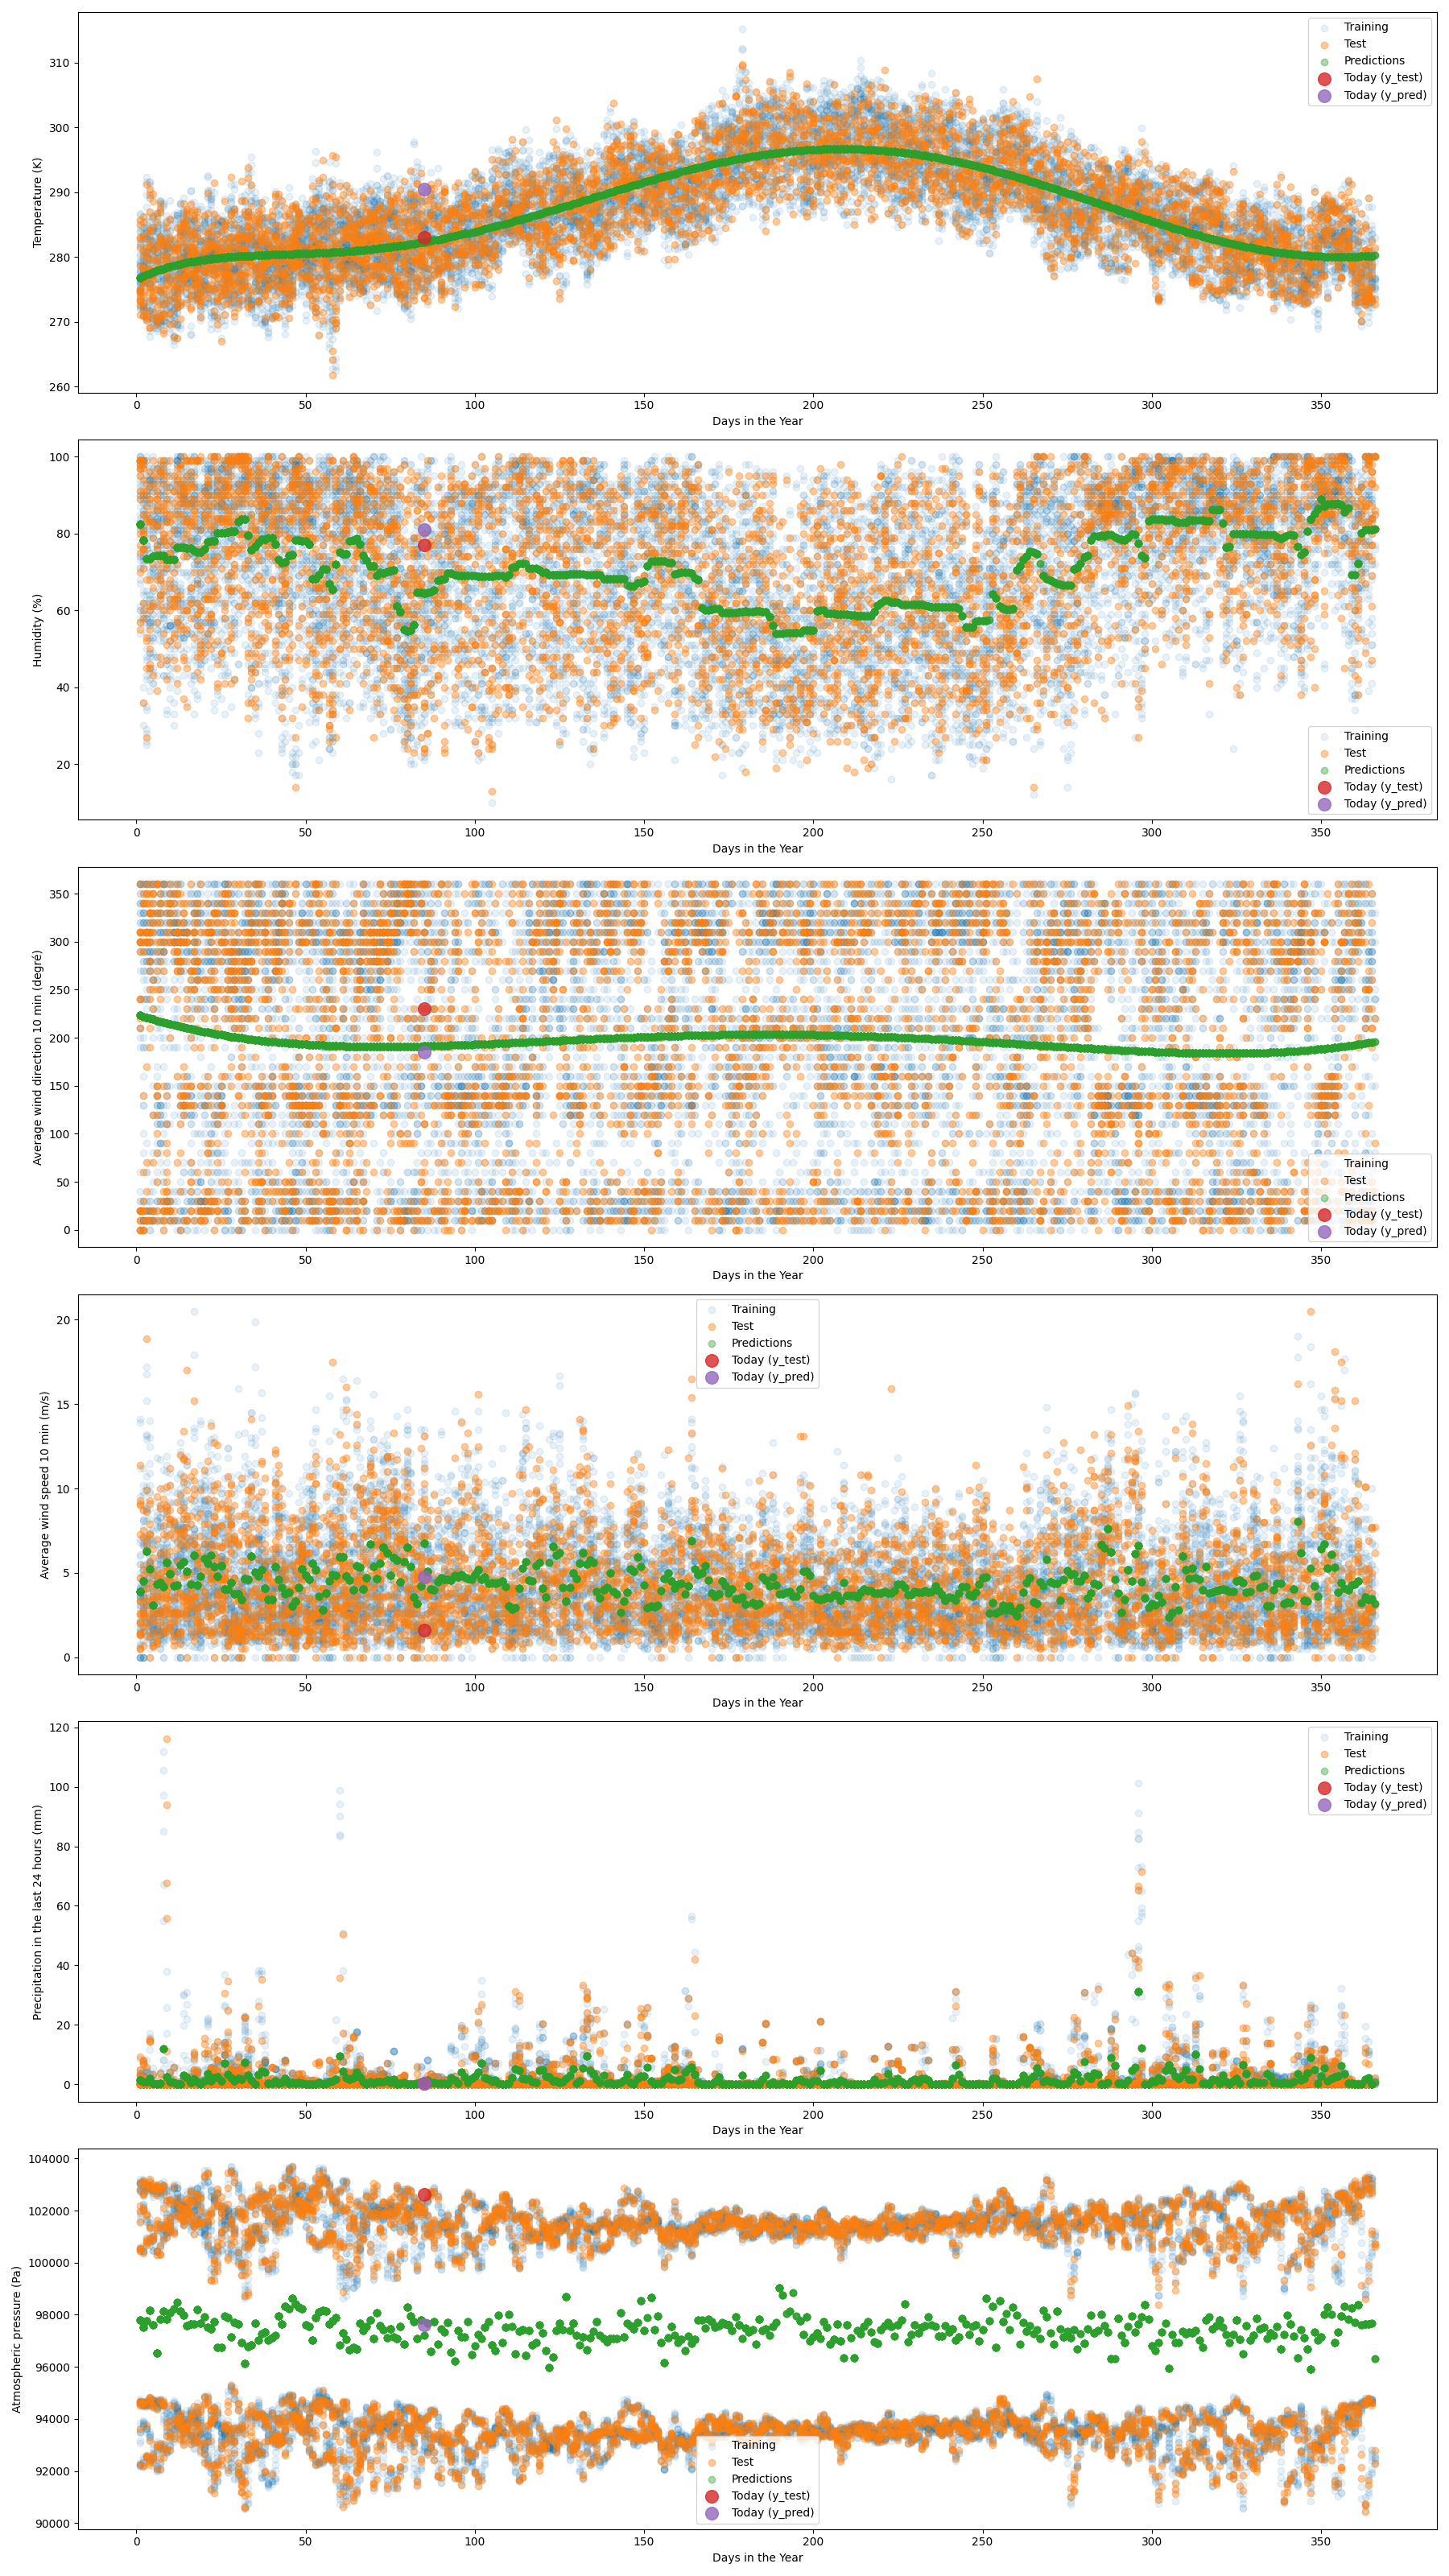 310
300
290
280
270
260
Temperature (K)
Training
Test
Predictions
Today (y_test)
Today (y_pred)
0 50 100 150 200 250 300 350
Days in the Year
100
80
60
40
20
Humidity (%)
Training
Test
Predictions
Today (y_test)
Today (y_pred)
0 50 100 150 200 250 300 350
Days in the Year
350
300
250
200
150
100
50
0
Average wind direction 10 min (degré)
Training
Test
Predictions
Today (y_test)
Today (y_pred)
0 50 100 150 200 250 300 350
Days in the Year
20
15
10
5
0
Average wind speed 10 min (m/s)
Training
Test
Predictions
Today (y_test)
Today (y_pred)
0 50 100 150 200 250 300 350
Days in the Year
120
100
80
60
40
20
0
Precipitation in the last 24 hours (mm)
Training
Test
Predictions
Today (y_test)
Today (y_pred)
0 50 100 150 200 250 300 350
Days in the Year
104000
102000
100000
98000
96000
94000
92000
90000
Atmospheric pressure (Pa)
Training
Test
Predictions
Today (y_test)
Today (y_pred)
0 50 100 150 200 250 300 350
Days in the Year